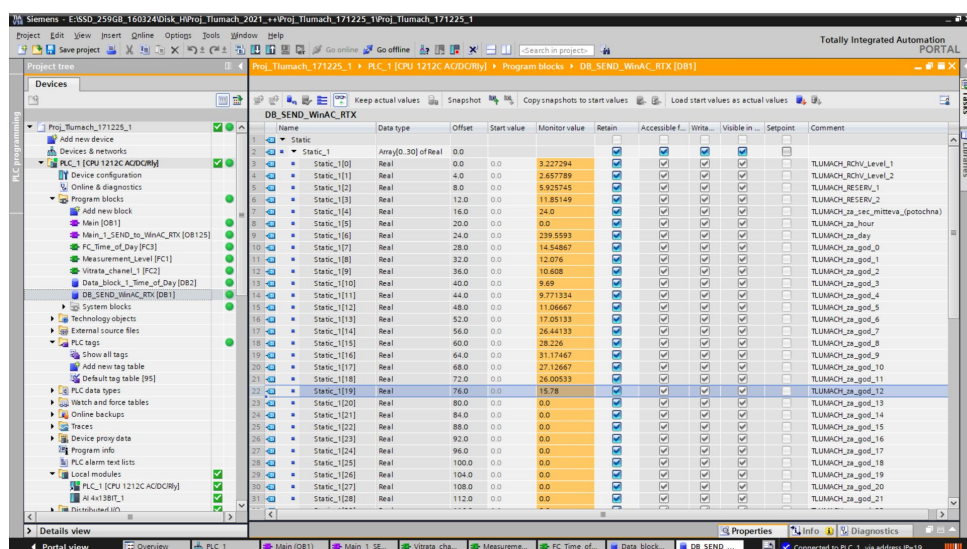 Siemens - E:\SSD_259GB_160324\Disk_H\Proj_Tlumach_2021_++\Proj_Tlumach_171225_1\Proj_Tlumach_171225_1
Project Edit View Insert Online Options Tools Window Help
Totally Integrated Automation
PORTAL
Save project Go online Go offline <Search in project>
Project tree
Proj_Tlumach_171225_1 PLC_1 [CPU 1212C AC/DC/Rly] Program blocks DB_SEND_WinAC_RTX [DB1]
Devices
Keep actual values Snapshot Copy snapshots to start values Load start values as actual values
DB_SEND_WinAC_RTX
Name Data type Offset Start value Monitor value Retain Accessible f... Writa... Visible in ... Setpoint Comment
1 Static
2 Static_1 Array[0..30] of Real 0.0
3 Static_1[0] Real 0.0 0.0 3.227294 TLUMACH_RChV_Level_1
4 Static_1[1] Real 4.0 0.0 2.657789 TLUMACH_RChV_Level_2
5 Static_1[2] Real 8.0 0.0 5.925745 TLUMACH_RESERV_1
6 Static_1[3] Real 12.0 0.0 11.85149 TLUMACH_RESERV_2
7 Static_1[4] Real 16.0 0.0 24.0 TLUMACH_za_sec_mitteva_(potochna)
8 Static_1[5] Real 20.0 0.0 0.0 TLUMACH_za_hour
9 Static_1[6] Real 24.0 0.0 239.5593 TLUMACH_za_day
10 Static_1[7] Real 28.0 0.0 14.54867 TLUMACH_za_god_0
11 Static_1[8] Real 32.0 0.0 12.076 TLUMACH_za_god_1
12 Static_1[9] Real 36.0 0.0 10.608 TLUMACH_za_god_2
13 Static_1[10] Real 40.0 0.0 9.69 TLUMACH_za_god_3
14 Static_1[11] Real 44.0 0.0 9.771334 TLUMACH_za_god_4
15 Static_1[12] Real 48.0 0.0 11.06667 TLUMACH_za_god_5
16 Static_1[13] Real 52.0 0.0 17.05133 TLUMACH_za_god_6
17 Static_1[14] Real 56.0 0.0 26.44133 TLUMACH_za_god_7
18 Static_1[15] Real 60.0 0.0 28.226 TLUMACH_za_god_8
19 Static_1[16] Real 64.0 0.0 31.17467 TLUMACH_za_god_9
20 Static_1[17] Real 68.0 0.0 27.12667 TLUMACH_za_god_10
21 Static_1[18] Real 72.0 0.0 26.00533 TLUMACH_za_god_11
22 Static_1[19] Real 76.0 0.0 15.78 TLUMACH_za_god_12
23 Static_1[20] Real 80.0 0.0 0.0 TLUMACH_za_god_13
24 Static_1[21] Real 84.0 0.0 0.0 TLUMACH_za_god_14
25 Static_1[22] Real 88.0 0.0 0.0 TLUMACH_za_god_15
26 Static_1[23] Real 92.0 0.0 0.0 TLUMACH_za_god_16
27 Static_1[24] Real 96.0 0.0 0.0 TLUMACH_za_god_17
28 Static_1[25] Real 100.0 0.0 0.0 TLUMACH_za_god_18
29 Static_1[26] Real 104.0 0.0 0.0 TLUMACH_za_god_19
30 Static_1[27] Real 108.0 0.0 0.0 TLUMACH_za_god_20
31 Static_1[28] Real 112.0 0.0 0.0 TLUMACH_za_god_21
Proj_Tlumach_171225_1
Add new device
Devices & networks
PLC_1 [CPU 1212C AC/DC/Rly]
Device configuration
Online & diagnostics
Program blocks
Add new block
Main [OB1]
Main_1_SEND_to_WinAC_RTX [OB125]
FC_Time_of_Day [FC3]
Measurement_Level [FC1]
Vitrata_chanel_1 [FC2]
Data_block_1_Time_of_Day [DB2]
DB_SEND_WinAC_RTX [DB1]
System blocks
Technology objects
External source files
PLC tags
Show all tags
Add new tag table
Default tag table [95]
PLC data types
Watch and force tables
Online backups
Traces
Device proxy data
Program info
PLC alarm text lists
Local modules
PLC_1 [CPU 1212C AC/DC/Rly]
AI 4x13BIT_1
Distributed I/O
PLC programming
Tasks
Libraries
Details view
Properties Info Diagnostics
Portal view Overview PLC_1 Main (OB1) Main_1_SE... Vitrata_cha... Measureme... FC_Time_of... Data_block... DB_SEND_... Connected to PLC_1, via address IP=19